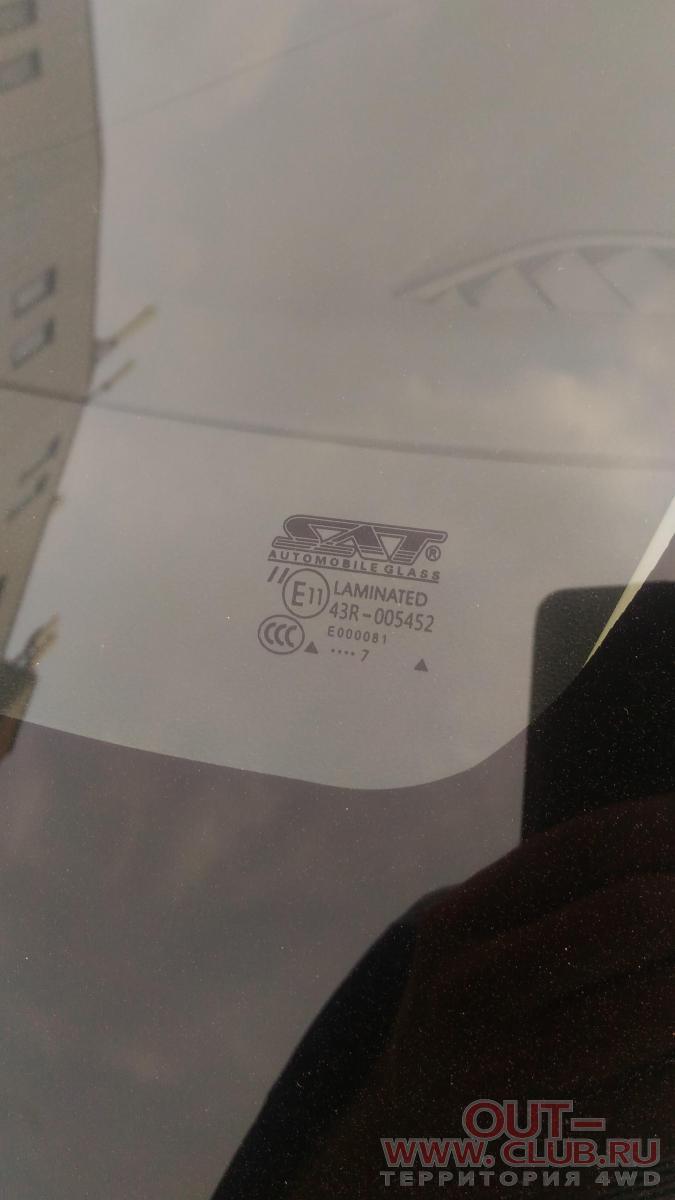 SAT®
AUTOMOBILE GLASS
// E11 LAMINATED
43R-005452
E000081
CCC ▲ ···· 7 ▲
OUT-
WWW.CLUB.RU
ТЕРРИТОРИЯ 4WD